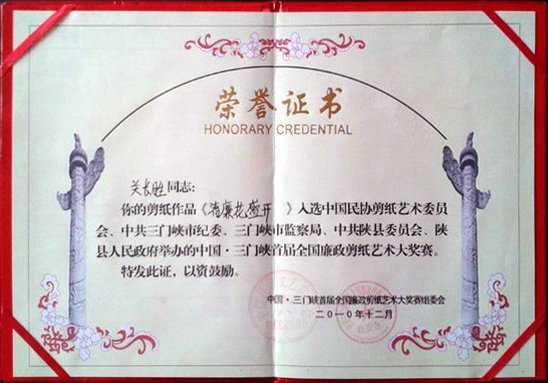 荣誉证书
HONORARY CREDENTIAL
关长胜同志：
你的剪纸作品《清廉花盛开》入选中国民协剪纸艺术委员
会、中共三门峡市纪委、三门峡市监察局、中共陕县委员会、陕
县人民政府举办的中国·三门峡首届全国廉政剪纸艺术大奖赛。
特发此证，以资鼓励。
中国·三门峡首届全国廉政剪纸艺术大奖赛组委会
二〇一〇年十二月